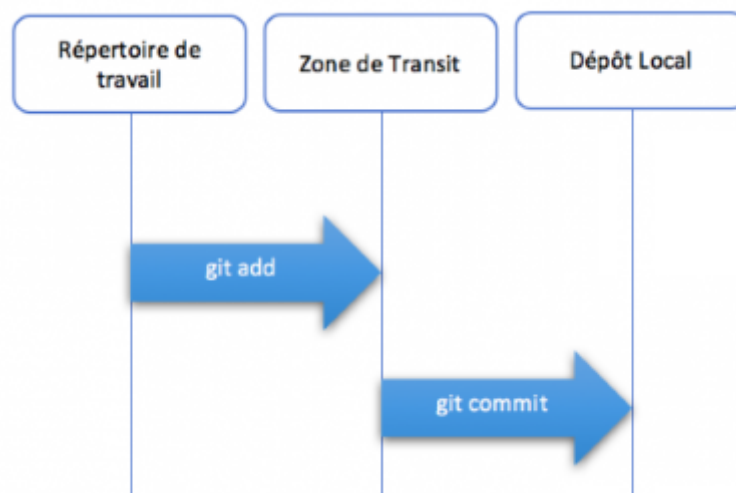 Répertoire de
travail
Zone de Transit
Dépôt Local
git add
git commit